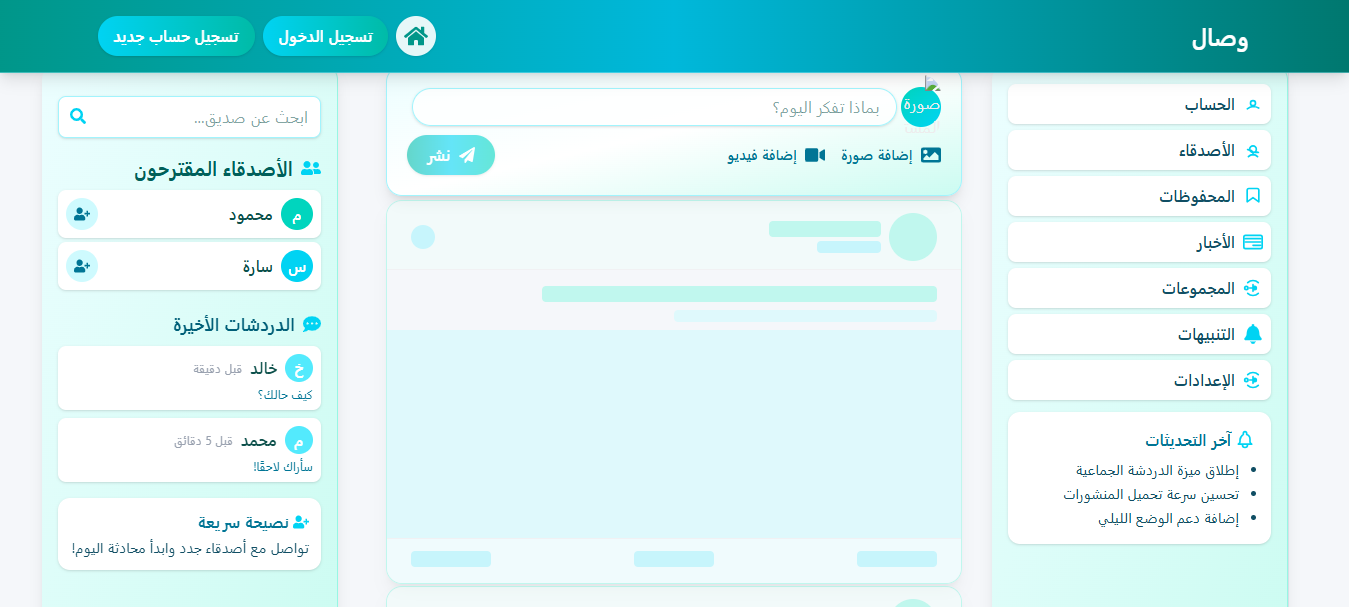 وصال
تسجيل الدخول
تسجيل حساب جديد
الحساب
الأصدقاء
المحفوظات
الأخبار
المجموعات
التنبيهات
الإعدادات
آخر التحديثات
إطلاق ميزة الدردشة الجماعية
تحسين سرعة تحميل المنشورات
إضافة دعم الوضع الليلي
صورة
بماذا تفكر اليوم؟
إضافة صورة
إضافة فيديو
نشر
ابحث عن صديق...
الأصدقاء المقترحون
م
محمود
س
سارة
الدردشات الأخيرة
خ
خالد
قبل دقيقة
كيف حالك؟
م
محمد
قبل 5 دقائق
سأراك لاحقًا!
نصيحة سريعة
تواصل مع أصدقاء جدد وابدأ محادثة اليوم!